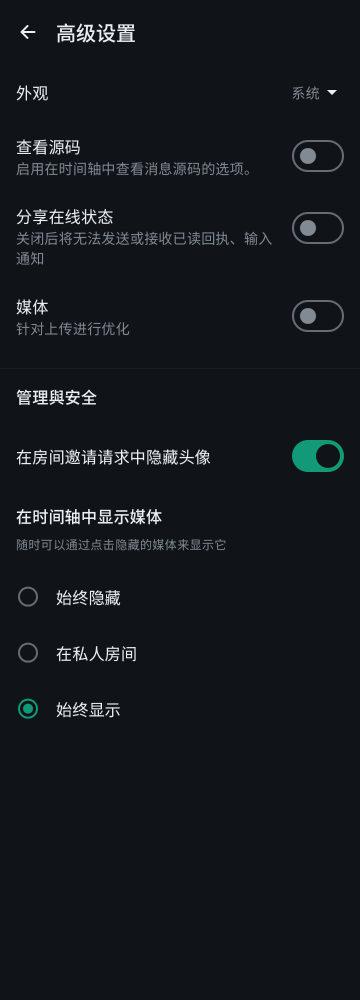 高级设置
外观
系统
查看源码
启用在时间轴中查看消息源码的选项。
分享在线状态
关闭后将无法发送或接收已读回执、输入
通知
媒体
针对上传进行优化
管理與安全
在房间邀请请求中隐藏头像
在时间轴中显示媒体
随时可以通过点击隐藏的媒体来显示它
始终隐藏
在私人房间
始终显示